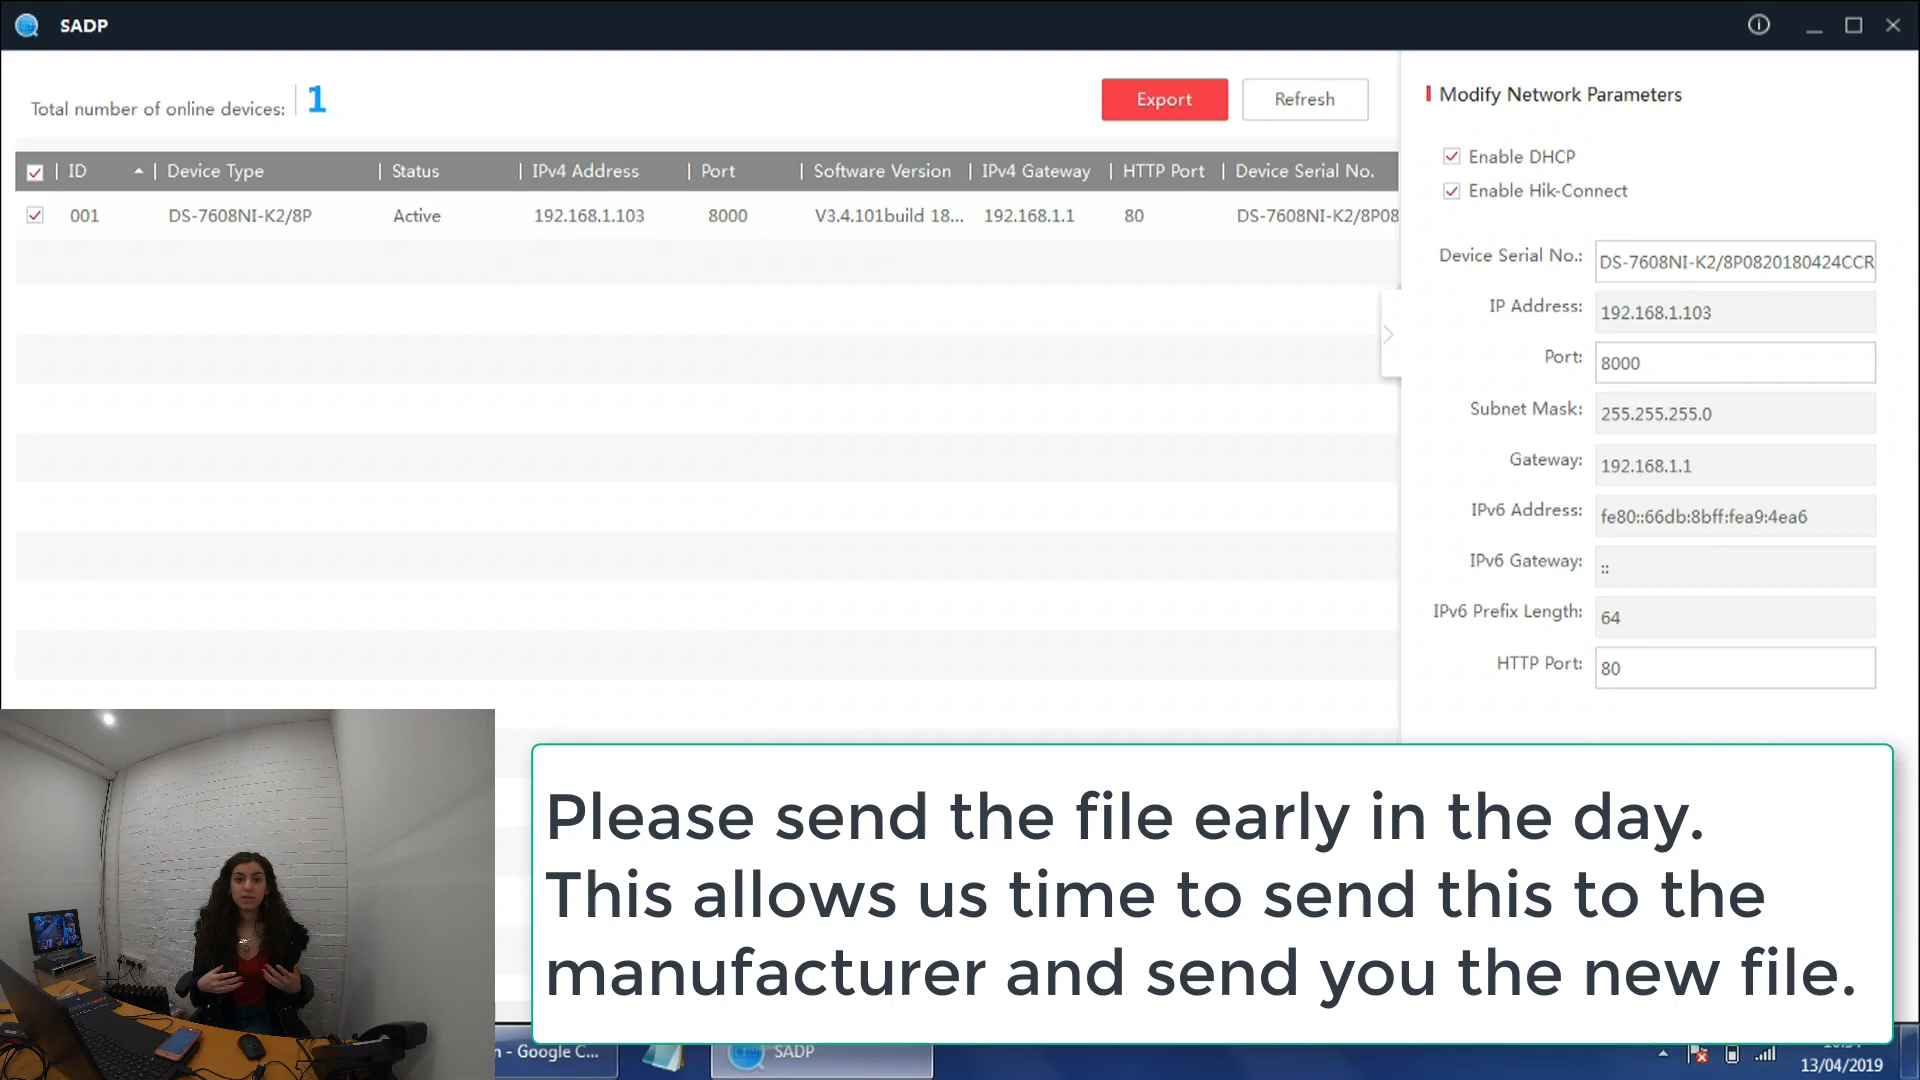 SADP
Total number of online devices: 1
Export
Refresh
ID
Device Type
Status
IPv4 Address
Port
Software Version
IPv4 Gateway
HTTP Port
Device Serial No.
001
DS-7608NI-K2/8P
Active
192.168.1.103
8000
V3.4.101build 18...
192.168.1.1
80
DS-7608NI-K2/8P08
Modify Network Parameters
Enable DHCP
Enable Hik-Connect
Device Serial No.: DS-7608NI-K2/8P0820180424CCR
IP Address: 192.168.1.103
Port: 8000
Subnet Mask: 255.255.255.0
Gateway: 192.168.1.1
IPv6 Address: fe80::66db:8bff:fea9:4ea6
IPv6 Gateway: ::
IPv6 Prefix Length: 64
HTTP Port: 80
Please send the file early in the day.
This allows us time to send this to the
manufacturer and send you the new file.
n - Google C...
SADP
13/04/2019